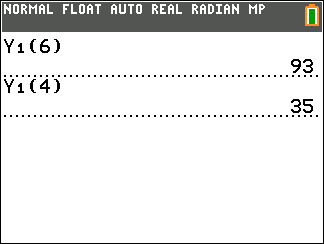 NORMAL FLOAT AUTO REAL RADIAN MP
Y₁(6)
93
Y₁(4)
35